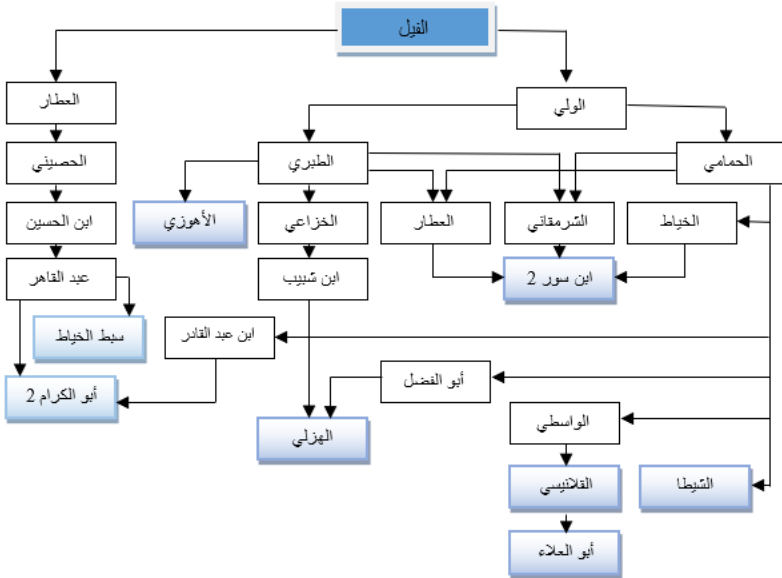 الفيل
العطار
الولي
الحصيني
الطبري
الحمامي
ابن الحسين
الأهوزي
الخزاعي
العطار
الشرمقاني
الخياط
عبد القاهر
ابن شبيب
ابن سور 2
سبط الخياط
ابن عبد القادر
أبو الكرام 2
أبو الفضل
الهزلي
الواسطي
القلانيسي
الشيطا
أبو العلاء